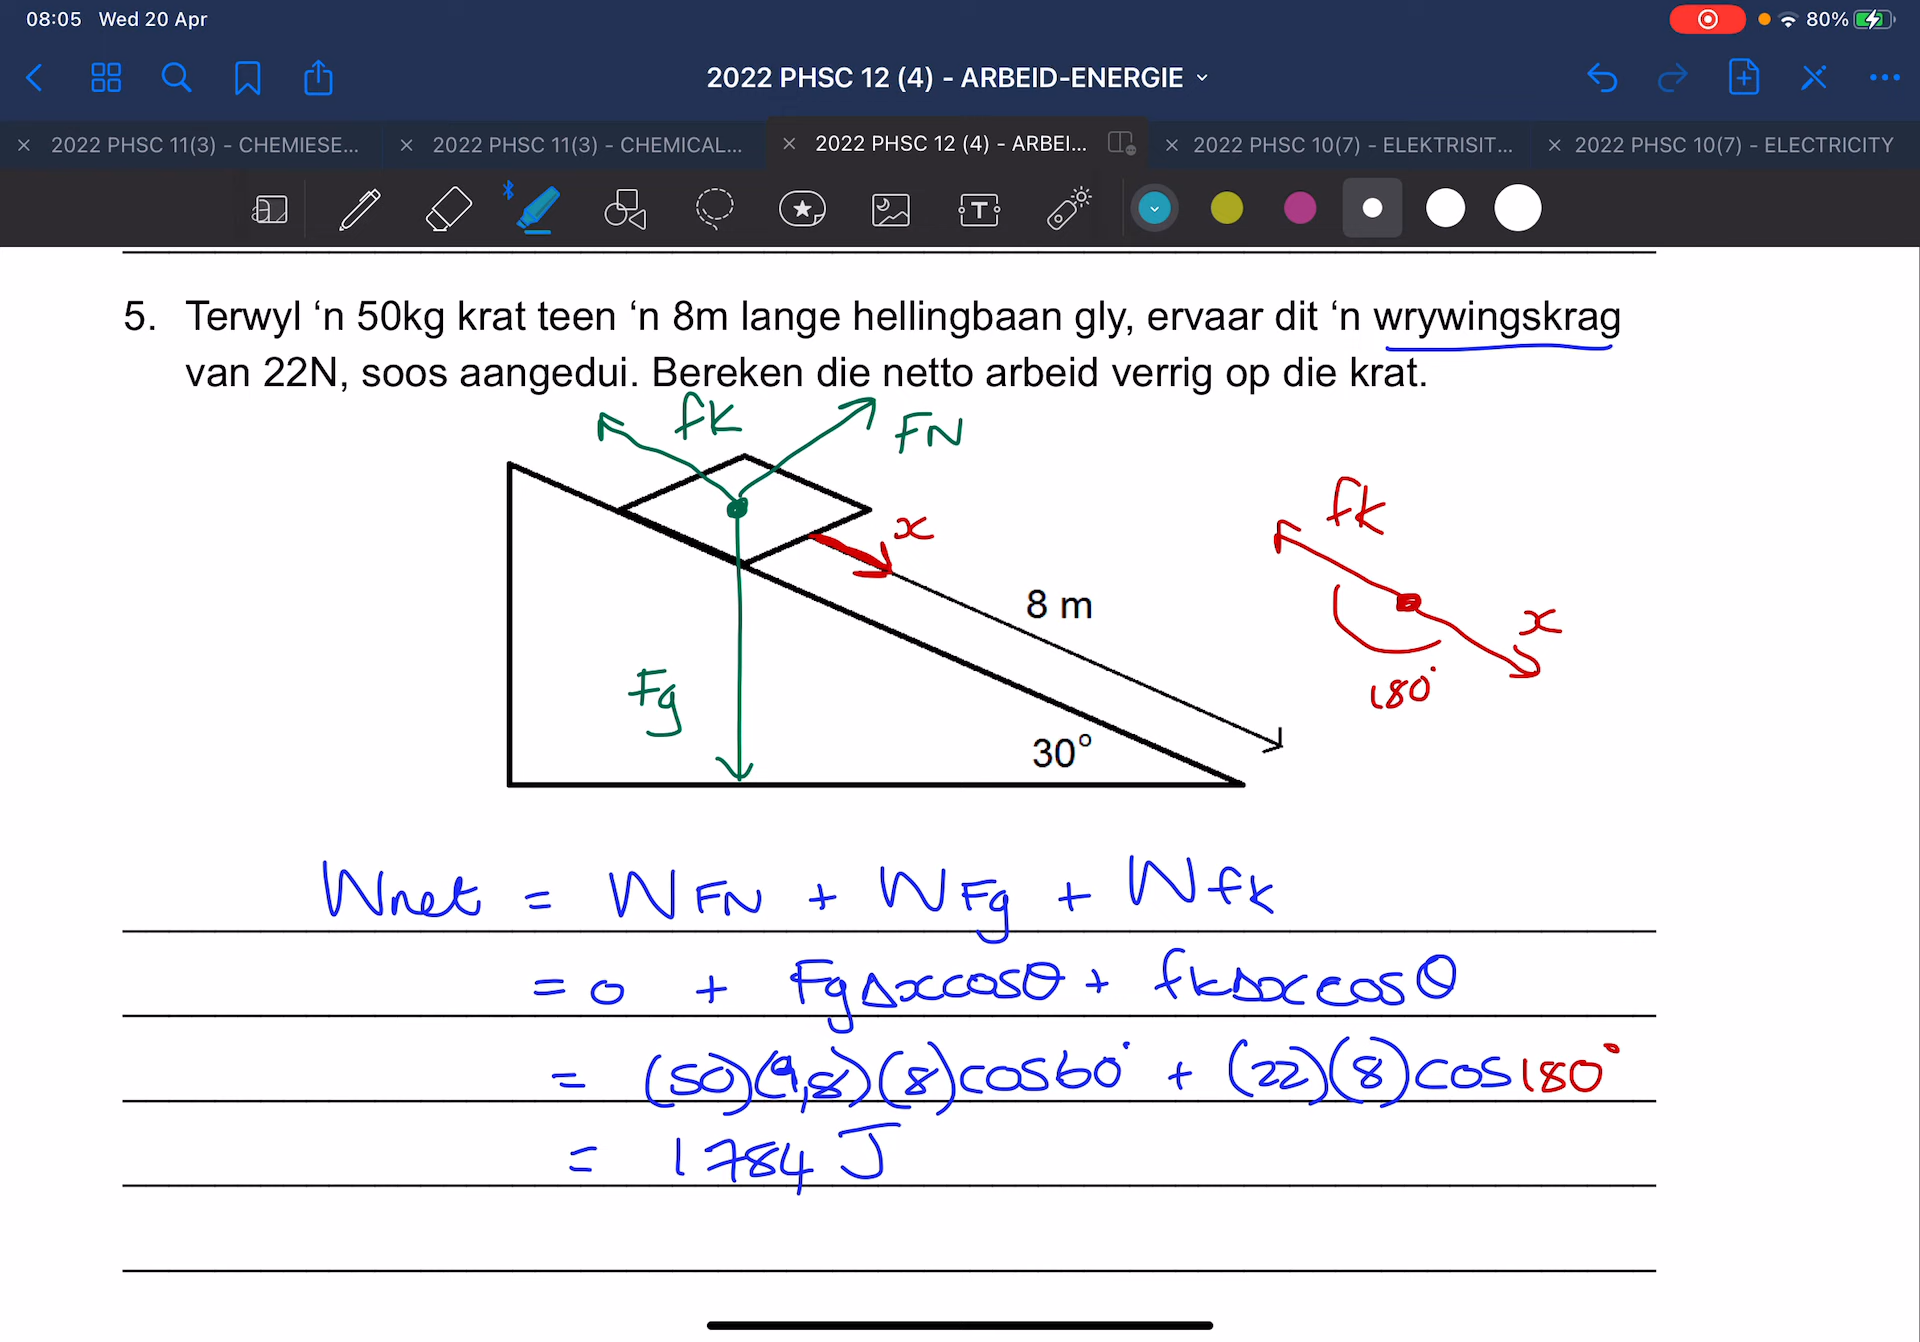 08:05 Wed 20 Apr
80%
2022 PHSC 12 (4) - ARBEID-ENERGIE
2022 PHSC 11(3) - CHEMIESE...
2022 PHSC 11(3) - CHEMICAL...
2022 PHSC 12 (4) - ARBEI...
2022 PHSC 10(7) - ELEKTRISIT...
2022 PHSC 10(7) - ELECTRICITY
5. Terwyl ‘n 50kg krat teen ‘n 8m lange hellingbaan gly, ervaar dit ‘n wrywingskrag
van 22N, soos aangedui. Bereken die netto arbeid verrig op die krat.
fk
FN
x
fk
8 m
x
Fg
180°
30°
Wnet = WFN + WFg + Wfk
= 0 + FgΔxcosθ + fkΔxcosθ
= (50)(9,8)(8)cos60° + (22)(8)cos180°
= 1784 J